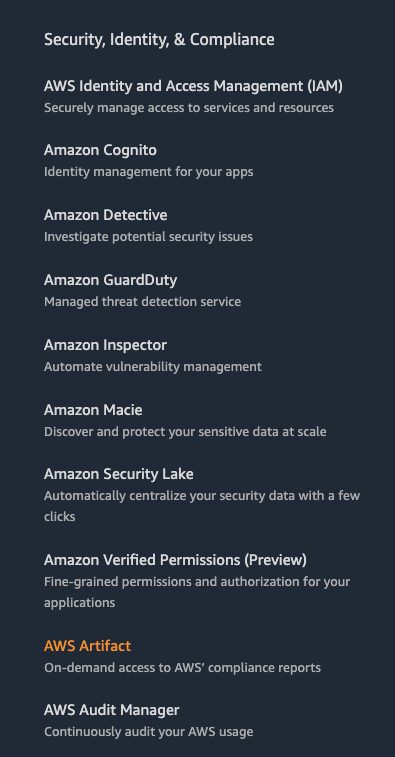 Security, Identity, & Compliance
AWS Identity and Access Management (IAM)
Securely manage access to services and resources
Amazon Cognito
Identity management for your apps
Amazon Detective
Investigate potential security issues
Amazon GuardDuty
Managed threat detection service
Amazon Inspector
Automate vulnerability management
Amazon Macie
Discover and protect your sensitive data at scale
Amazon Security Lake
Automatically centralize your security data with a few
clicks
Amazon Verified Permissions (Preview)
Fine-grained permissions and authorization for your
applications
AWS Artifact
On-demand access to AWS’ compliance reports
AWS Audit Manager
Continuously audit your AWS usage